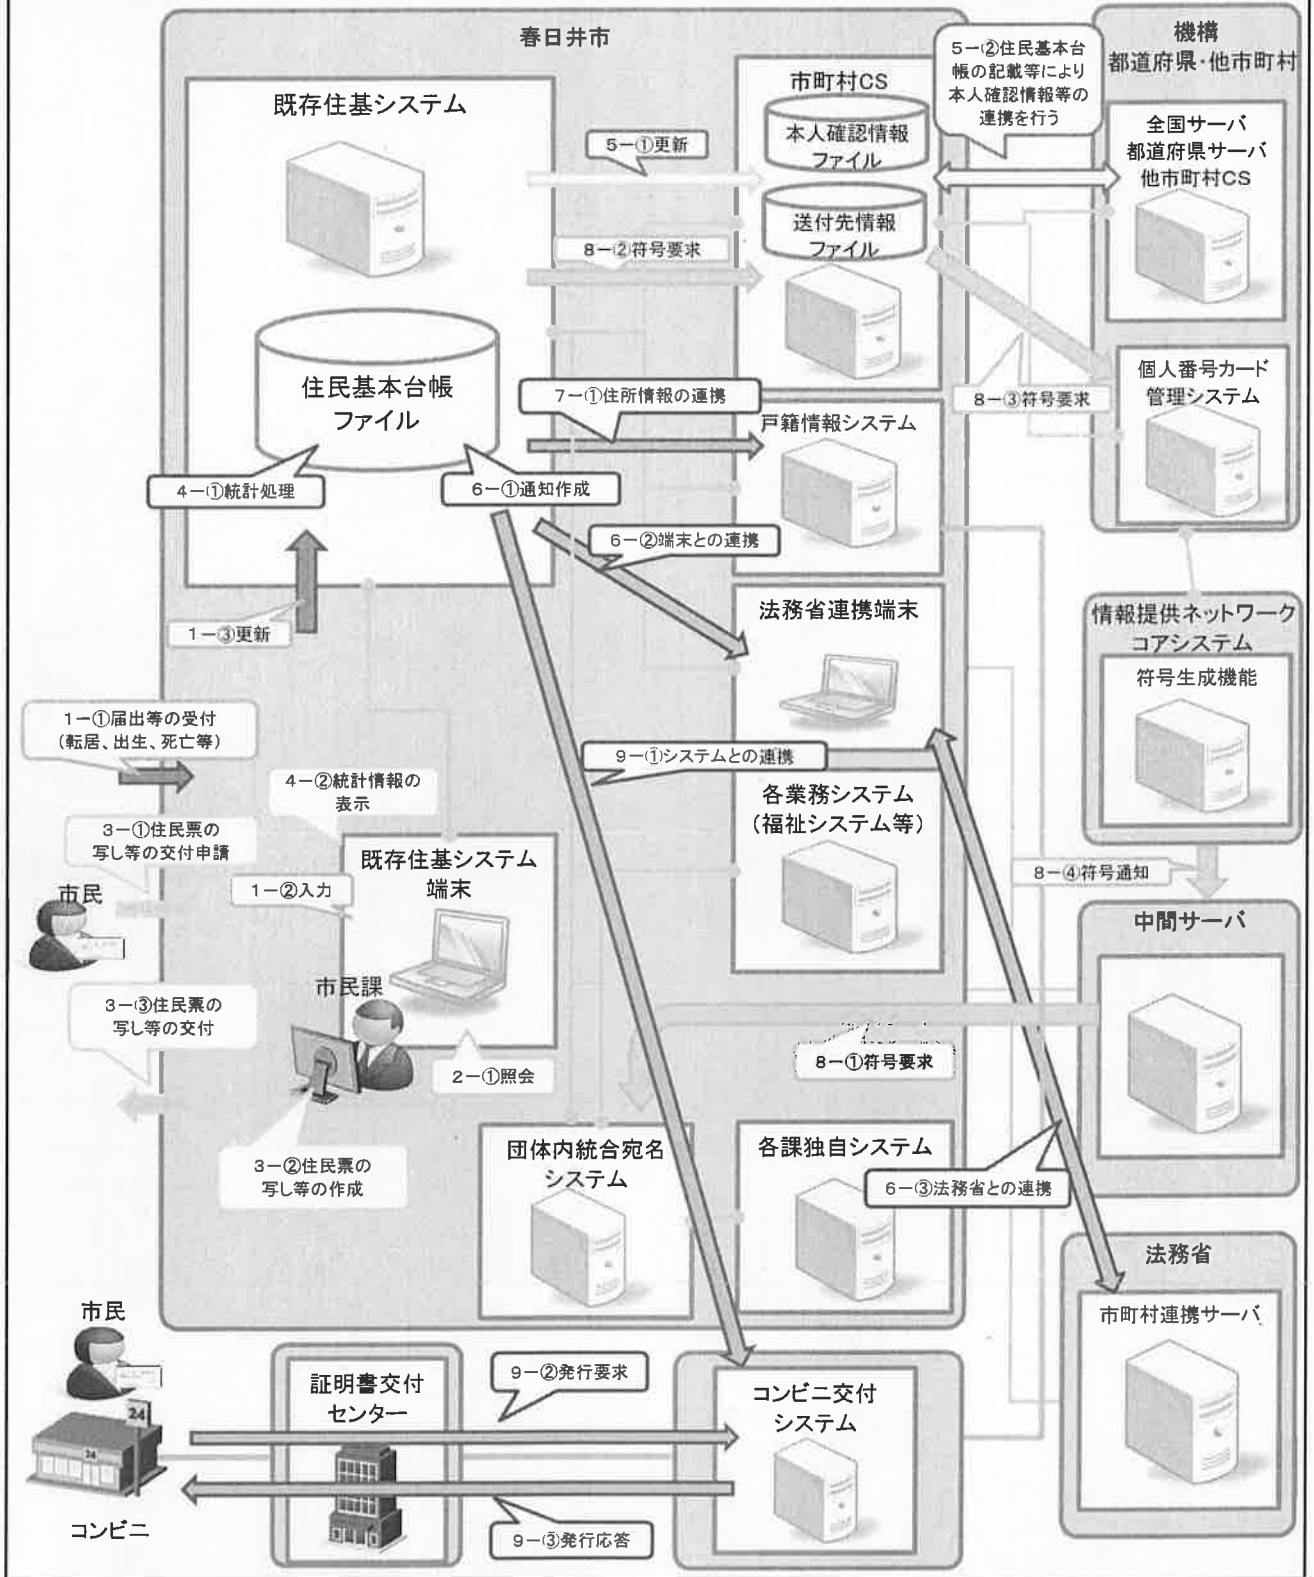 春日井市
機構
都道府県・他市町村
既存住基システム
市町村CS
5－②住民基本台
帳の記載等により
本人確認情報等の
連携を行う
本人確認情報
ファイル
全国サーバ
都道府県サーバ
他市町村CS
5－①更新
送付先情報
ファイル
8－②符号要求
住民基本台帳
ファイル
7－①住所情報の連携
戸籍情報システム
8－③符号要求
個人番号カード
管理システム
4－①統計処理
6－①通知作成
6－②端末との連携
法務省連携端末
1－③更新
情報提供ネットワーク
コアシステム
符号生成機能
1－①届出等の受付
（転居、出生、死亡等）
9－①システムとの連携
4－②統計情報の
表示
各業務システム
（福祉システム等）
3－①住民票の
写し等の交付申請
既存住基システム
端末
8－④符号通知
市民
1－②入力
中間サーバ
市民課
3－③住民票の
写し等の交付
2－①照会
8－①符号要求
3－②住民票の
写し等の作成
団体内統合宛名
システム
各課独自システム
6－③法務省との連携
法務省
市町村連携サーバ
市民
証明書交付
センター
9－②発行要求
コンビニ交付
システム
24
24
コンビニ
9－③発行応答